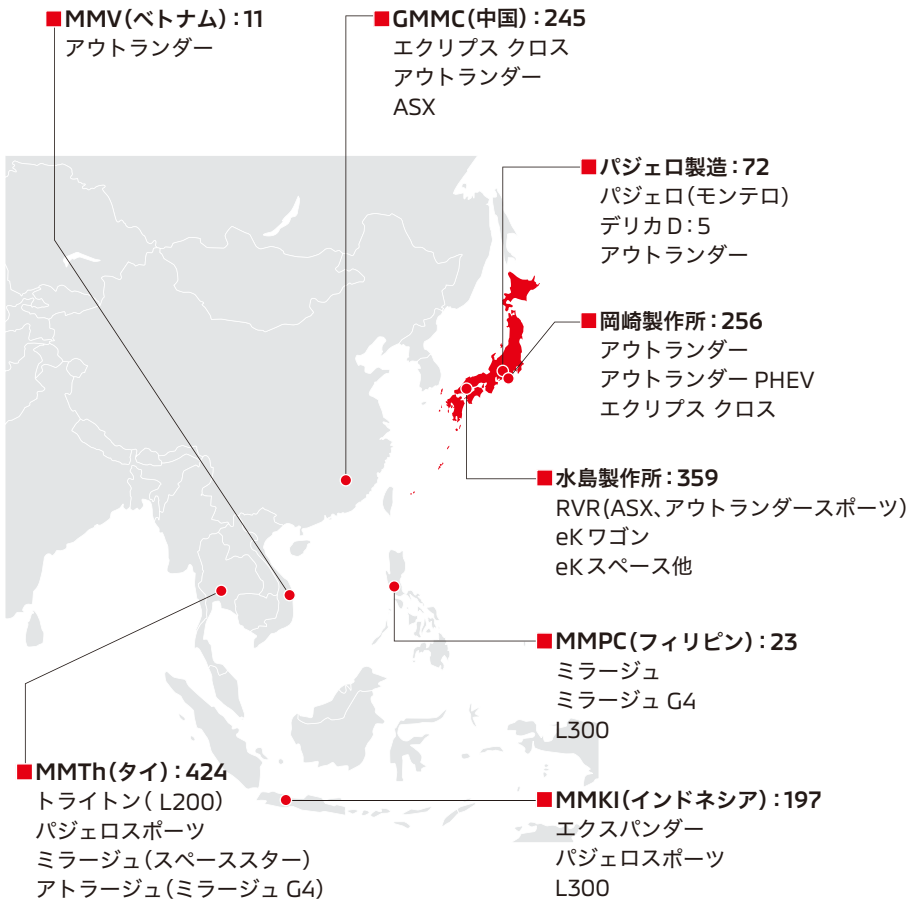 ■MMV(ベトナム):11
アウトランダー
■GMMC(中国):245
エクリプス クロス
アウトランダー
ASX
■パジェロ製造:72
パジェロ(モンテロ)
デリカD:5
アウトランダー
■岡崎製作所:256
アウトランダー
アウトランダー PHEV
エクリプス クロス
■水島製作所:359
RVR(ASX、アウトランダースポーツ)
eKワゴン
eKスペース他
■MMPC(フィリピン):23
ミラージュ
ミラージュ G4
L300
■MMTh(タイ):424
トライトン( L200)
パジェロスポーツ
ミラージュ(スペーススター)
アトラージュ(ミラージュ G4)
■MMKI(インドネシア):197
エクスパンダー
パジェロスポーツ
L300